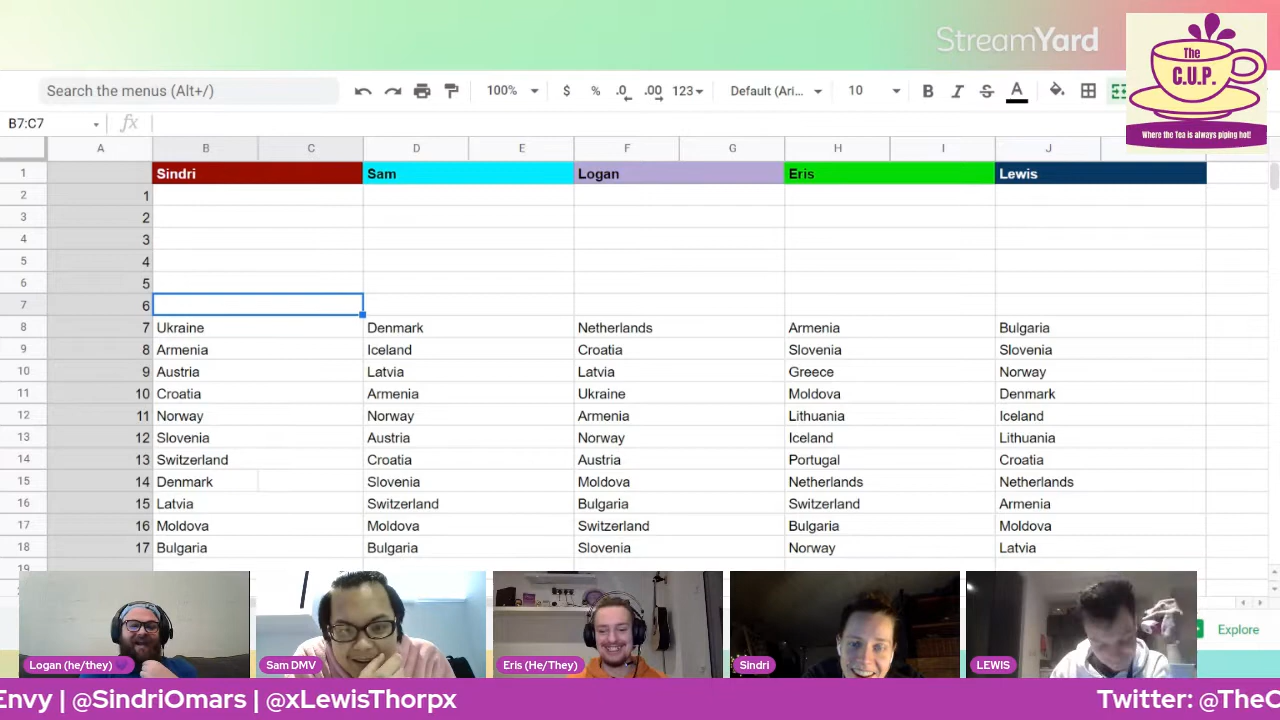 StreamYard
The
C.U.P.
Where the Tea is always piping hot!
Search the menus (Alt+/)
100%
$ % .0 .00 123
Default (Ari...
10
B I S A
B7:C7
fx
A B C D E F G H I J
1 Sindri Sam Logan Eris Lewis
2 1
3 2
4 3
5 4
6 5
7 6
8 7 Ukraine Denmark Netherlands Armenia Bulgaria
9 8 Armenia Iceland Croatia Slovenia Slovenia
10 9 Austria Latvia Latvia Greece Norway
11 10 Croatia Armenia Ukraine Moldova Denmark
12 11 Norway Norway Armenia Lithuania Iceland
13 12 Slovenia Austria Norway Iceland Lithuania
14 13 Switzerland Croatia Austria Portugal Croatia
15 14 Denmark Slovenia Moldova Netherlands Netherlands
16 15 Latvia Switzerland Bulgaria Switzerland Armenia
17 16 Moldova Moldova Switzerland Bulgaria Moldova
18 17 Bulgaria Bulgaria Slovenia Norway Latvia
19
Explore
Logan (he/they) 💜
Sam DMV
Eris (He/They)
Sindri
LEWIS
Envy | @SindriOmars | @xLewisThorpx
Twitter: @TheC